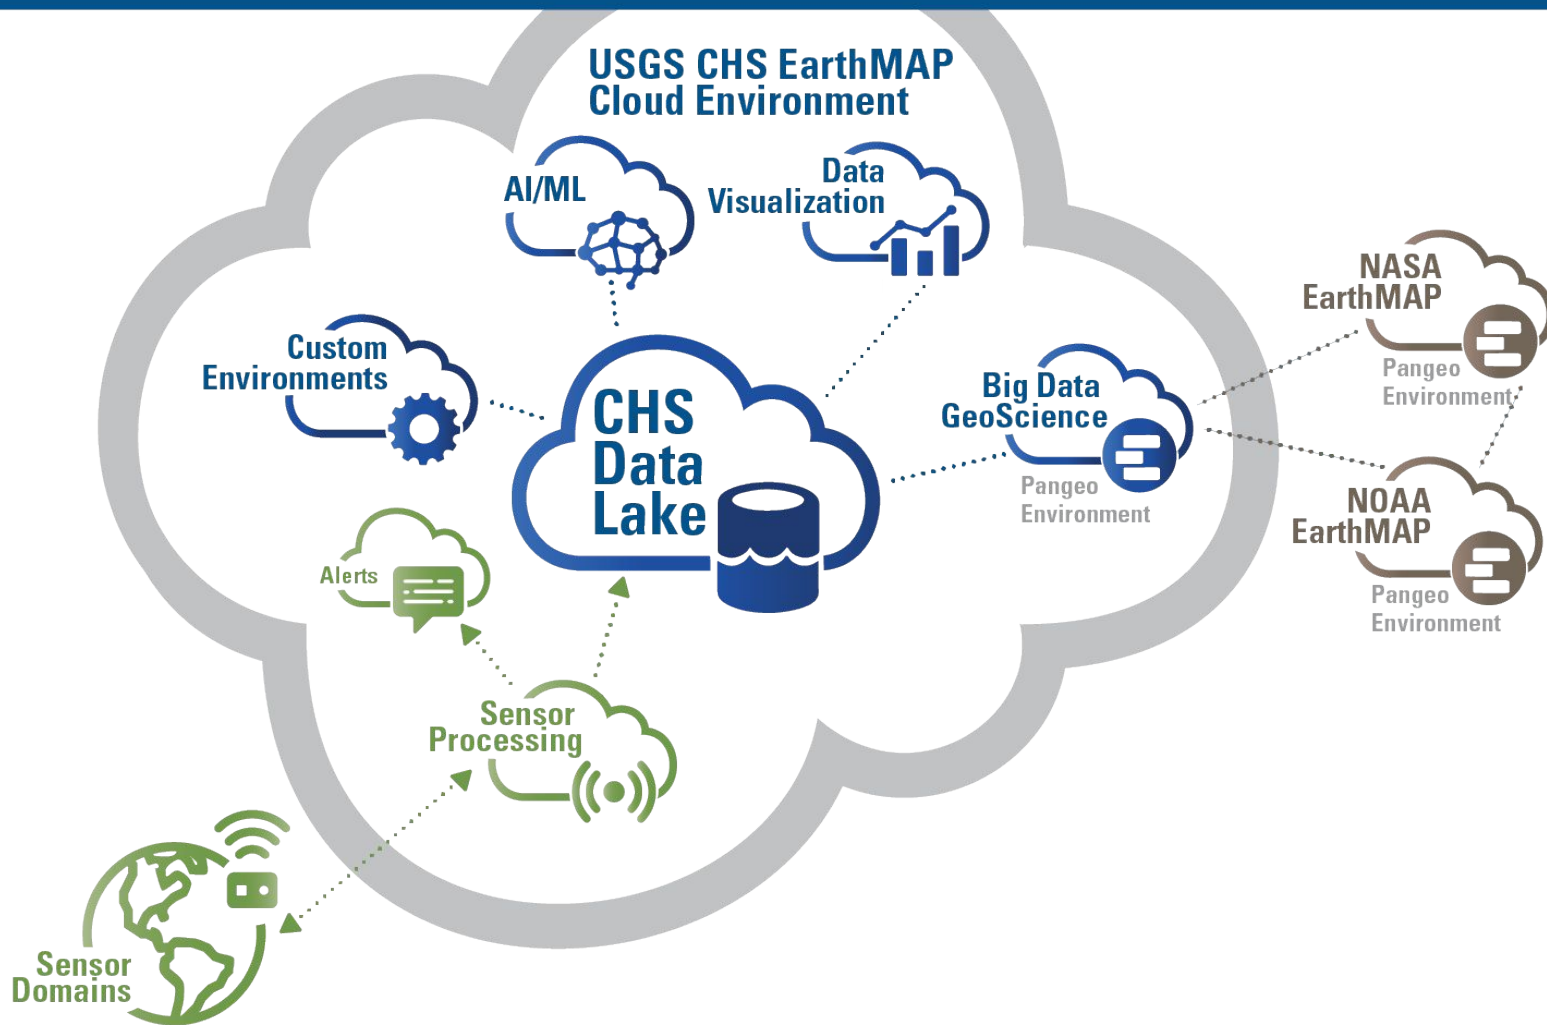 USGS CHS EarthMAP
Cloud Environment
AI/ML
Data
Visualization
Custom
Environments
CHS
Data
Lake
Big Data
GeoScience
Pangeo
Environment
NASA
EarthMAP
Pangeo
Environment
NOAA
EarthMAP
Pangeo
Environment
Alerts
Sensor
Processing
Sensor
Domains